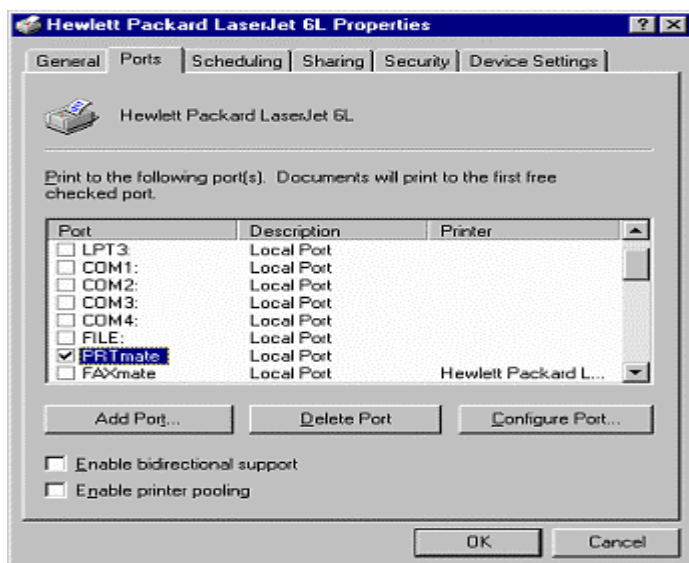 Hewlett Packard LaserJet 6L Properties
General Ports Scheduling Sharing Security Device Settings
Hewlett Packard LaserJet 6L
Print to the following port(s). Documents will print to the first free
checked port.
Port Description Printer
LPT3: Local Port
COM1: Local Port
COM2: Local Port
COM3: Local Port
COM4: Local Port
FILE: Local Port
PRTmate Local Port
FAXmate Local Port Hewlett Packard L...
Add Port... Delete Port Configure Port...
Enable bidirectional support
Enable printer pooling
OK Cancel